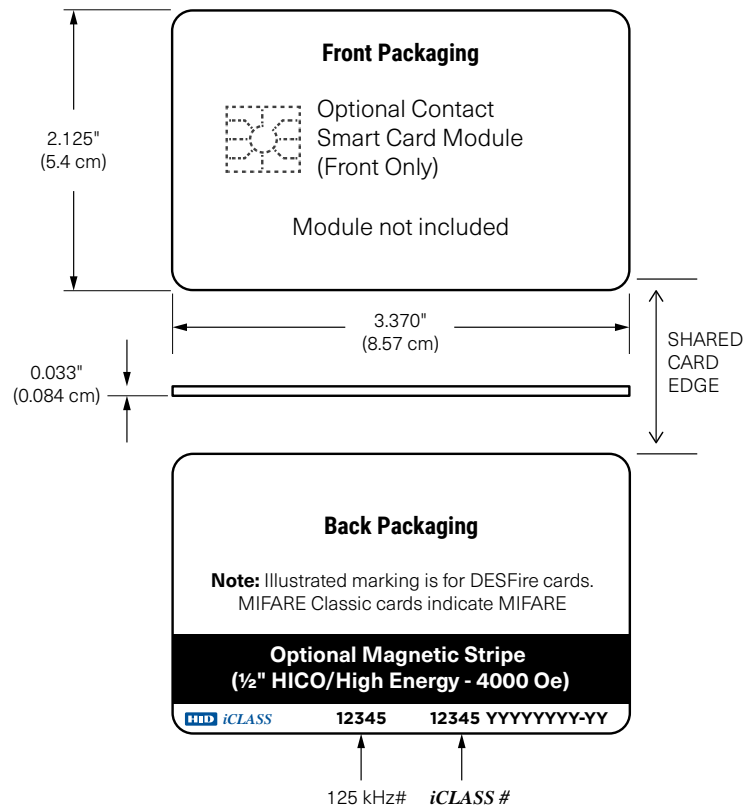 Front Packaging
2.125"
(5.4 cm)
Optional Contact
Smart Card Module
(Front Only)
Module not included
3.370"
(8.57 cm)
SHARED
CARD
EDGE
0.033"
(0.084 cm)
Back Packaging
Note: Illustrated marking is for DESFire cards.
MIFARE Classic cards indicate MIFARE
Optional Magnetic Stripe
(½" HICO/High Energy - 4000 Oe)
HID iCLASS 12345 12345 YYYYYYYY-YY
125 kHz# iCLASS #